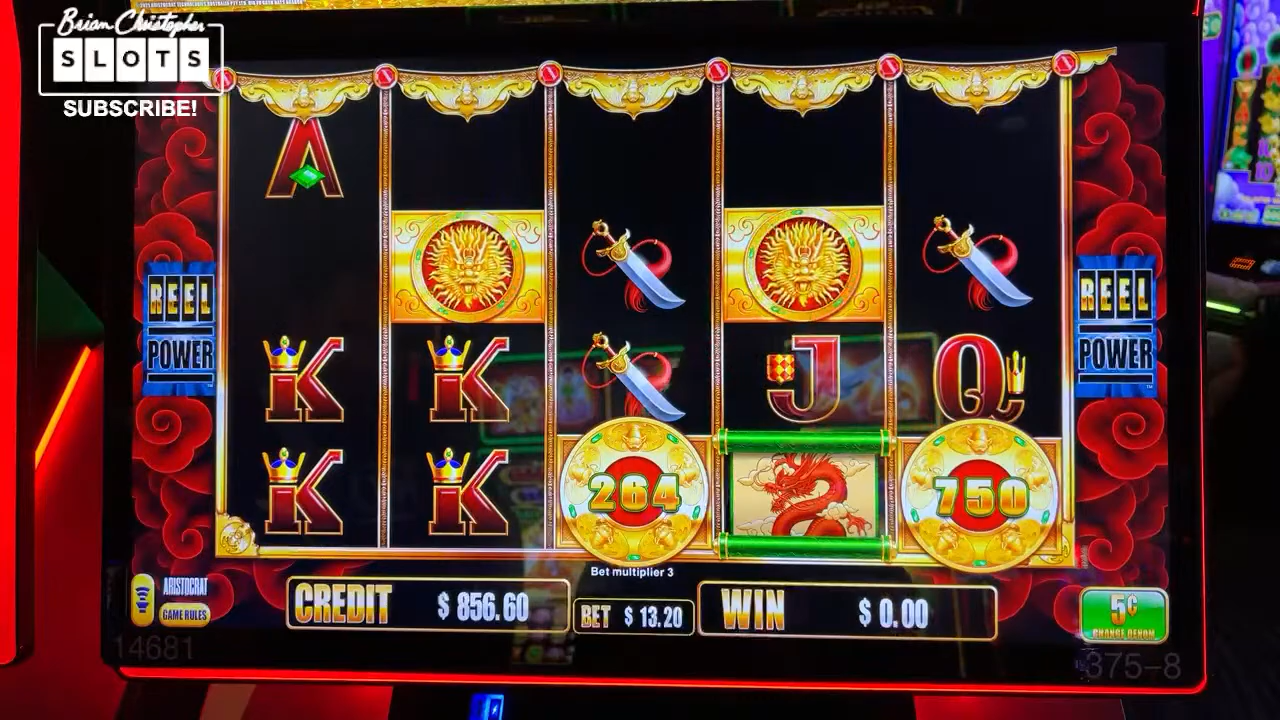 Brian Christopher
SLOTS
SUBSCRIBE!
A
REEL
POWER
REEL
POWER
K
K
J
Q
K
K
264
750
Bet multiplier 3
ARISTOCRAT
GAME RULES
CREDIT $ 856.60
BET $ 13.20
WIN $ 0.00
5¢
CHANGE DENOM
14681
375-8